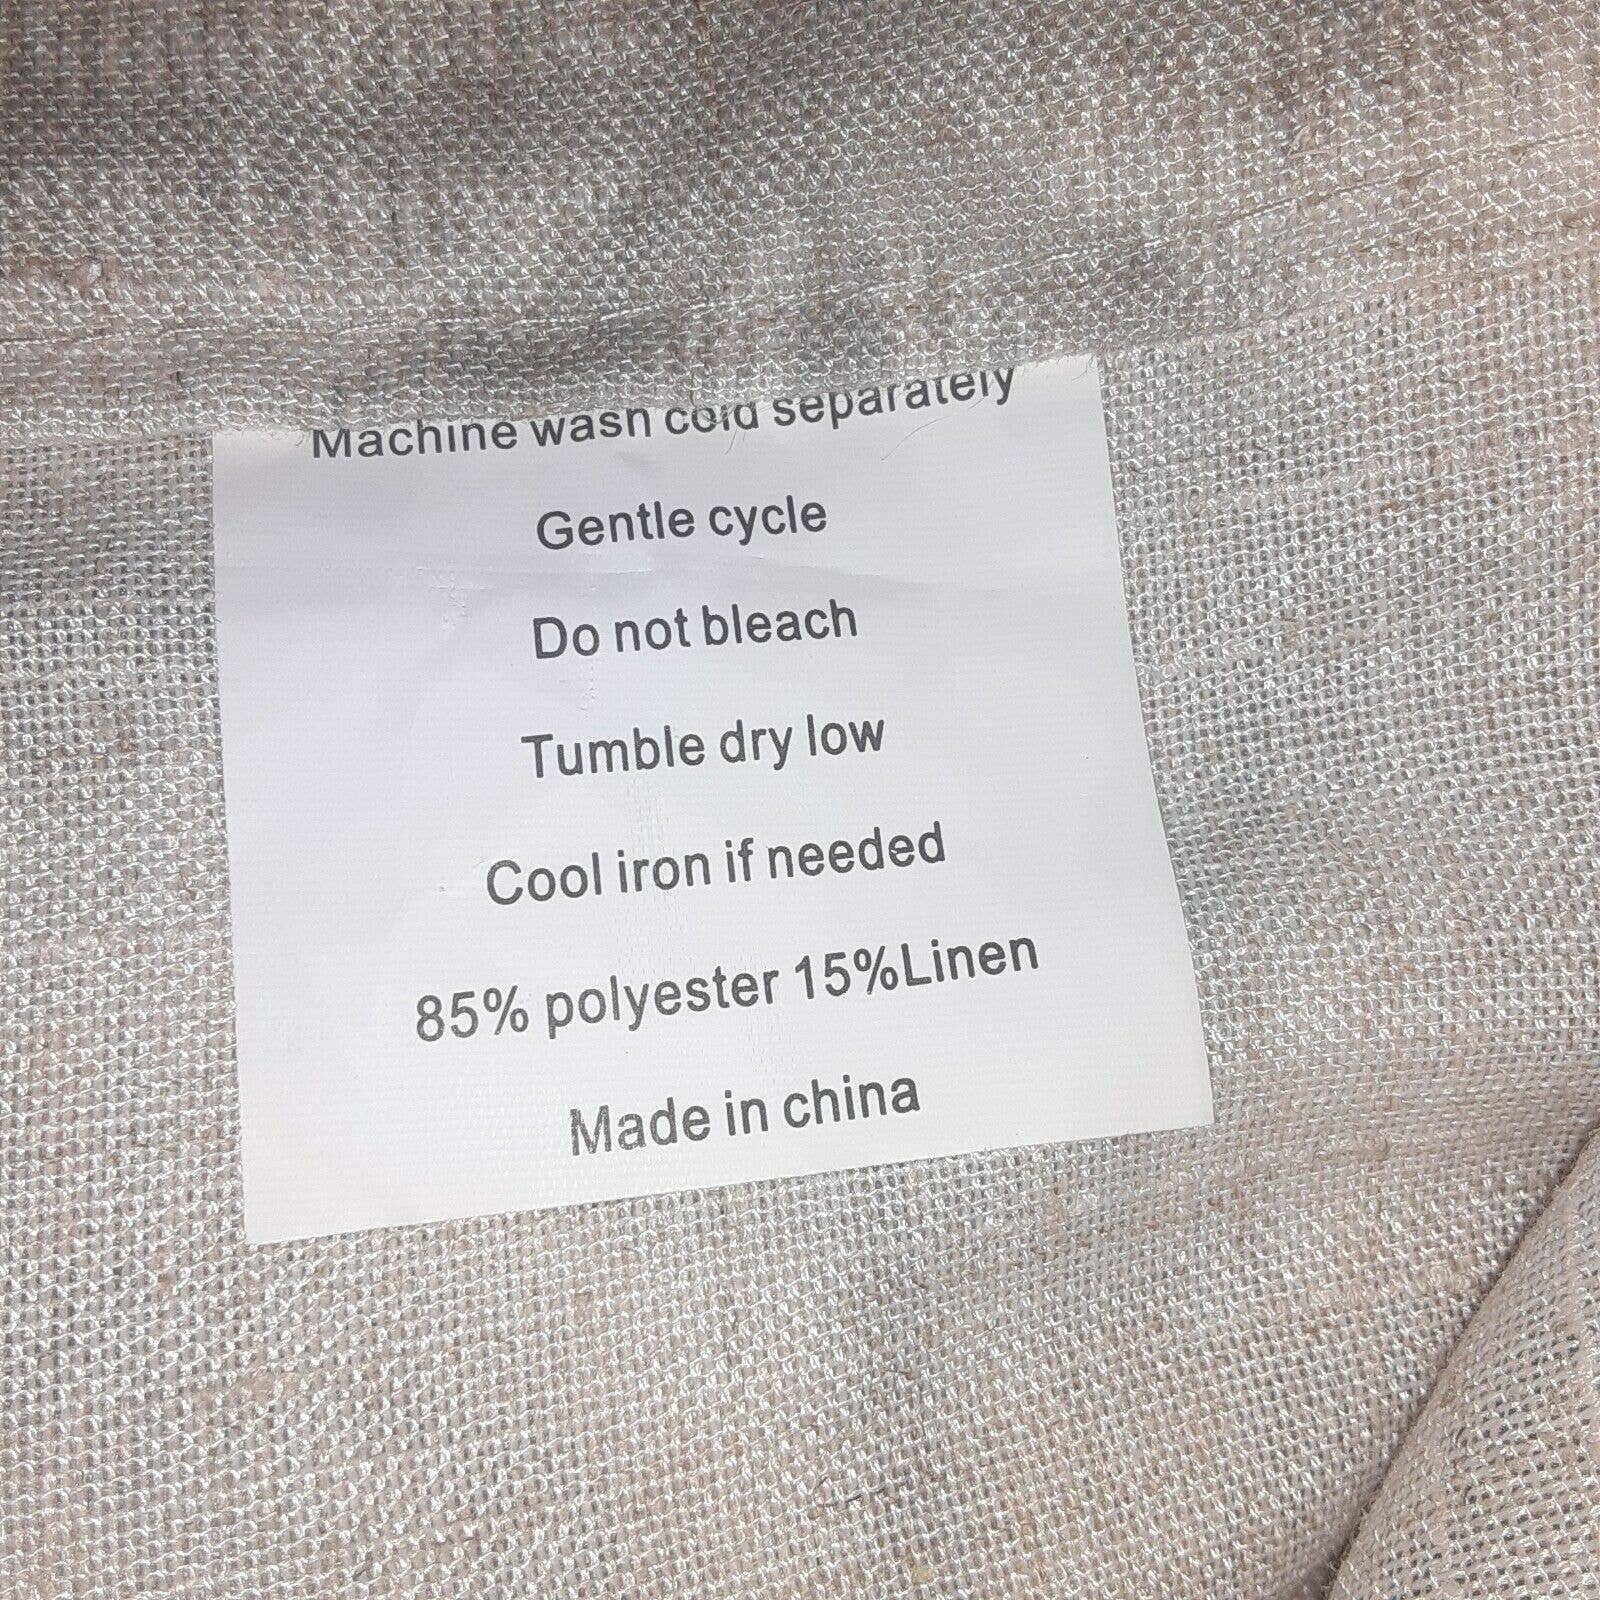 Machine wash cold separately
Gentle cycle
Do not bleach
Tumble dry low
Cool iron if needed
85% polyester 15%Linen
Made in china